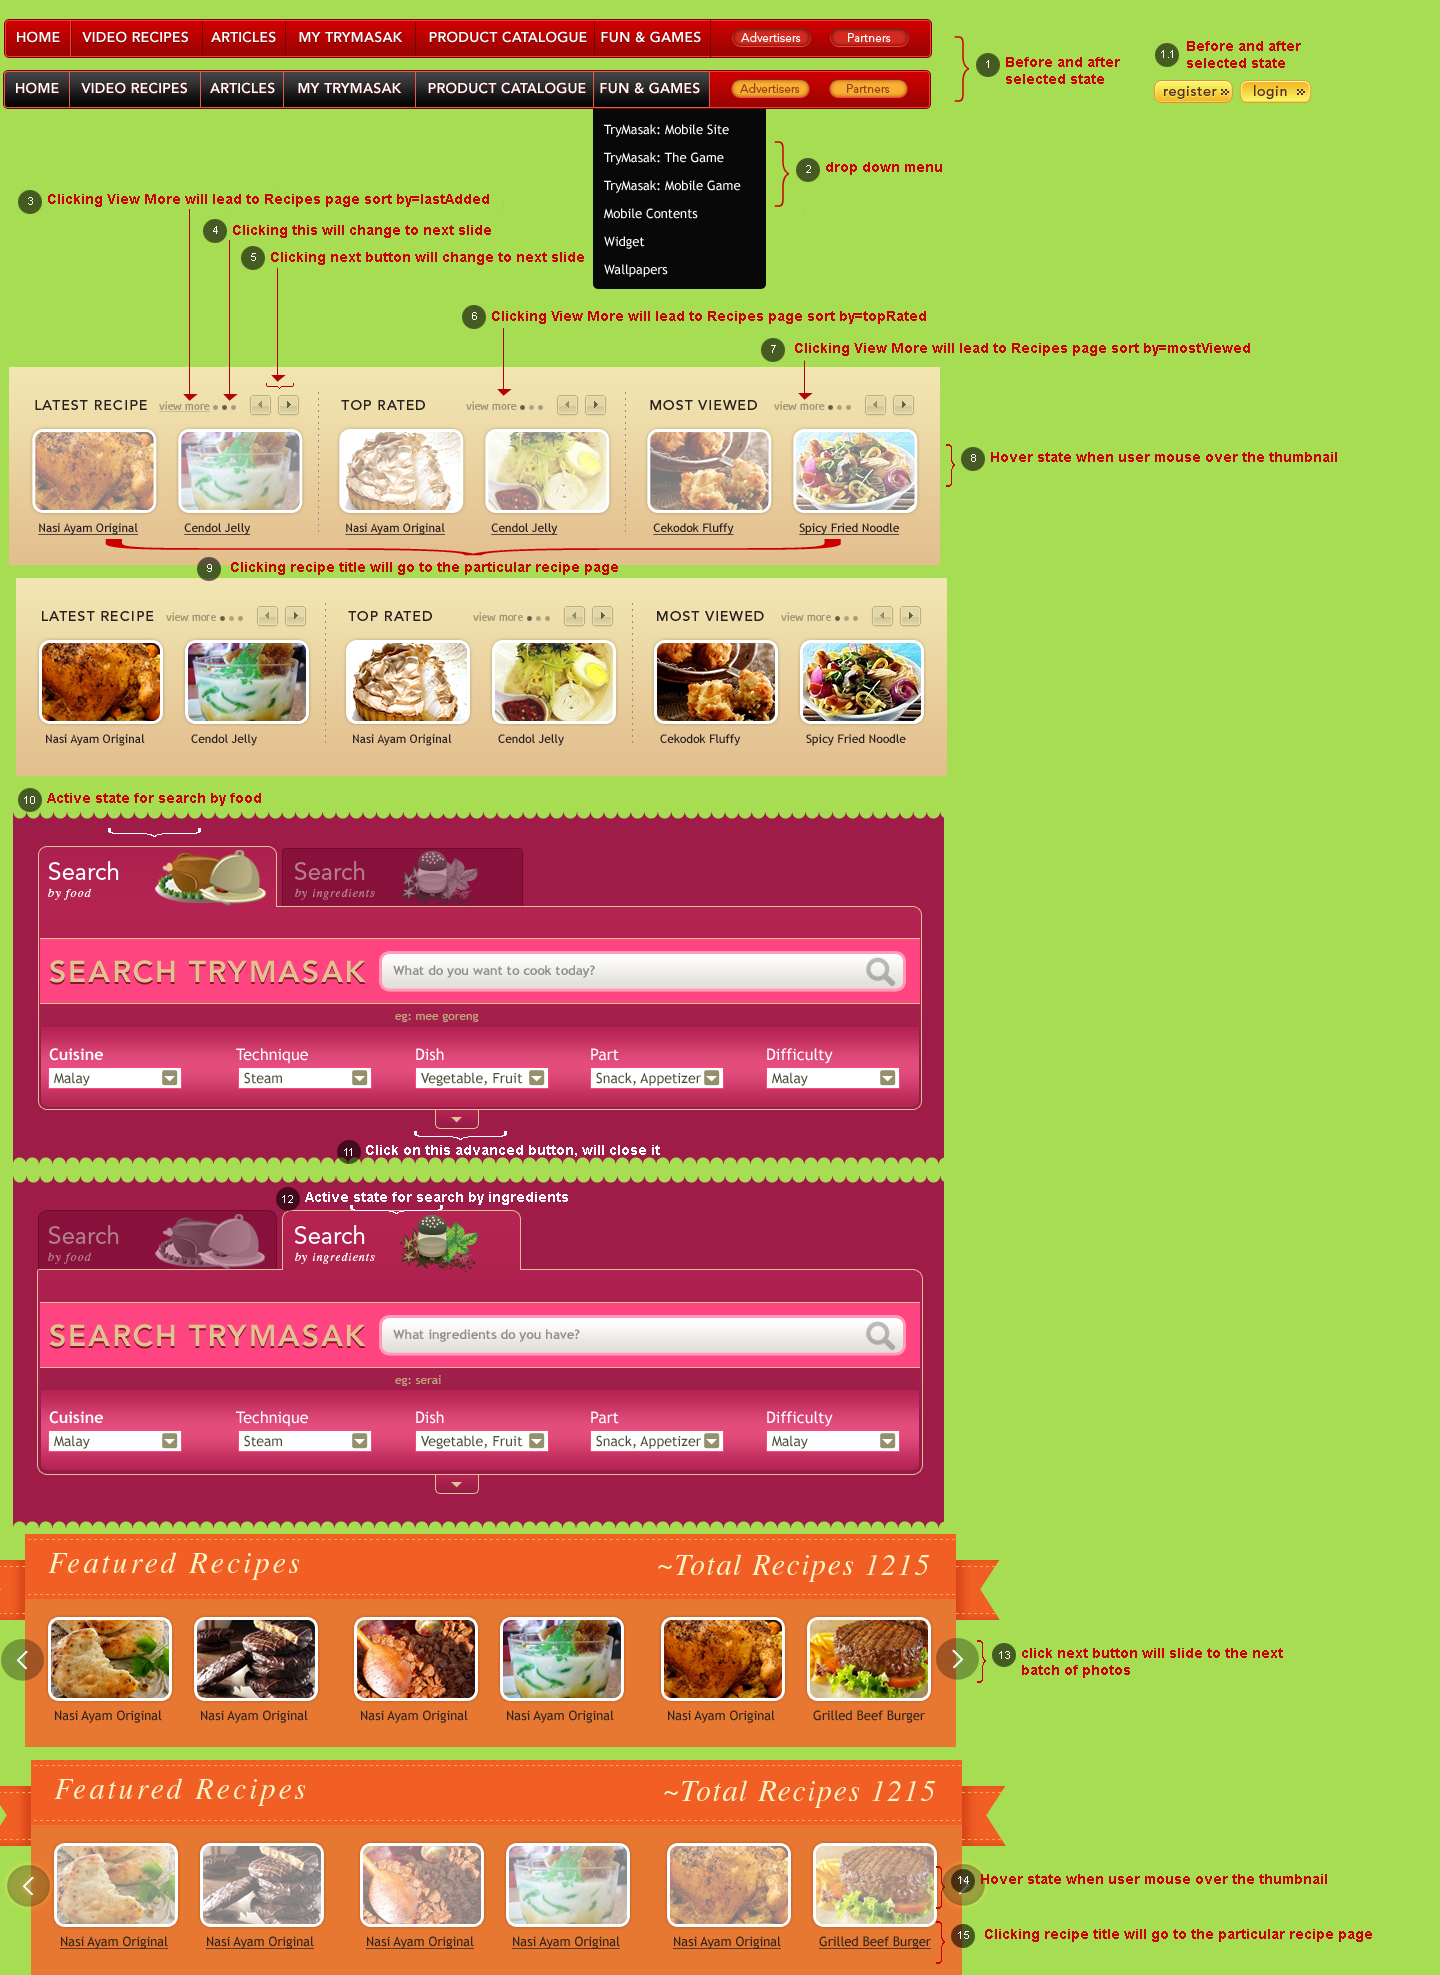 HOME VIDEO RECIPES ARTICLES MY TRYMASAK PRODUCT CATALOGUE FUN & GAMES Advertisers Partners
HOME VIDEO RECIPES ARTICLES MY TRYMASAK PRODUCT CATALOGUE FUN & GAMES Advertisers Partners
1 Before and after
selected state
1.1 Before and after
selected state
register login
TryMasak: Mobile Site
TryMasak: The Game
TryMasak: Mobile Game
Mobile Contents
Widget
Wallpapers
2 drop down menu
3 Clicking View More will lead to Recipes page sort by=lastAdded
4 Clicking this will change to next slide
5 Clicking next button will change to next slide
6 Clicking View More will lead to Recipes page sort by=topRated
7 Clicking View More will lead to Recipes page sort by=mostViewed
LATEST RECIPE view more TOP RATED view more MOST VIEWED view more
8 Hover state when user mouse over the thumbnail
Nasi Ayam Original Cendol Jelly Nasi Ayam Original Cendol Jelly Cekodok Fluffy Spicy Fried Noodle
9 Clicking recipe title will go to the particular recipe page
LATEST RECIPE view more TOP RATED view more MOST VIEWED view more
Nasi Ayam Original Cendol Jelly Nasi Ayam Original Cendol Jelly Cekodok Fluffy Spicy Fried Noodle
10 Active state for search by food
Search Search
by food by ingredients
SEARCH TRYMASAK What do you want to cook today?
eg: mee goreng
Cuisine Technique Dish Part Difficulty
Malay Steam Vegetable, Fruit Snack, Appetizer Malay
11 Click on this advanced button, will close it
12 Active state for search by ingredients
Search Search
by food by ingredients
SEARCH TRYMASAK What ingredients do you have?
eg: serai
Cuisine Technique Dish Part Difficulty
Malay Steam Vegetable, Fruit Snack, Appetizer Malay
Featured Recipes ~Total Recipes 1215
13 click next button will slide to the next
batch of photos
Nasi Ayam Original Nasi Ayam Original Nasi Ayam Original Nasi Ayam Original Nasi Ayam Original Grilled Beef Burger
Featured Recipes ~Total Recipes 1215
14 Hover state when user mouse over the thumbnail
15 Clicking recipe title will go to the particular recipe page
Nasi Ayam Original Nasi Ayam Original Nasi Ayam Original Nasi Ayam Original Nasi Ayam Original Grilled Beef Burger